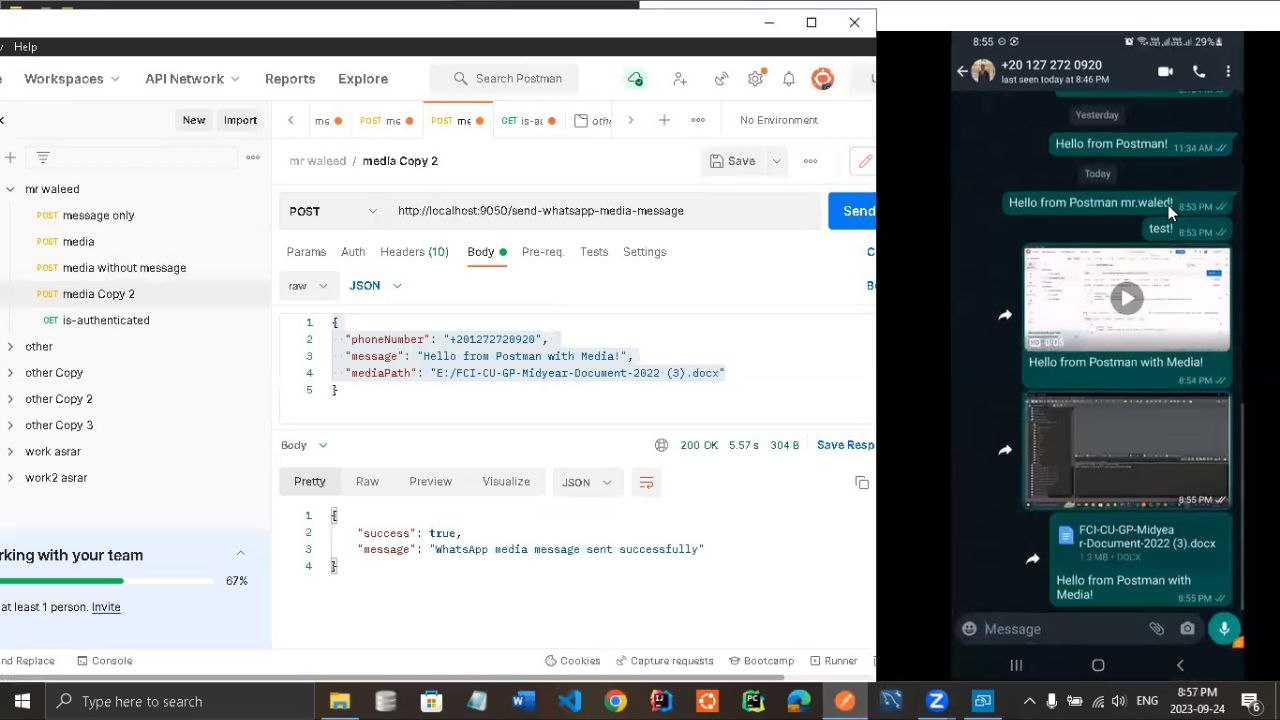 Help
Workspaces
API Network
Reports
Explore
Search Postman
New
Import
POST
POST
GET
No Environment
mr waleed / media Copy 2
Save
mr waleed
POST message only
POST media
POST media without message
POST media Copy 2
GET is-authenticated
other
other Copy
other Copy 2
other Copy 3
work asrar
work2 asrar
rking with your team
67%
at least 1 person. Invite
nd Replace
Console
POST
http://localhost:9050/send-whatsapp-media-message
Send
Params
Auth
Headers (10)
Body
e-req.
Tests
Settings
raw
JSON
1 {
2 "phoneNumber": "+201272720920",
3 "message": "Hello from Postman with Media!",
4 "mediaPath": "E:/FCI-CU-GP-Midyear-Document-2022 (3).docx"
5 }
Body
200 OK
5.57 s
304 B
Save Resp
Pretty
Raw
Preview
Visualize
JSON
1 {
2 "success": true,
3 "message": "WhatsApp media message sent successfully"
4 }
Cookies
Capture requests
Bootcamp
Runner
8:55
29%
+20 127 272 0920
last seen today at 8:46 PM
Yesterday
Hello from Postman! 11:34 AM
Today
Hello from Postman mr.waled! 8:53 PM
test! 8:53 PM
0:05
Hello from Postman with Media!
8:54 PM
8:55 PM
FCI-CU-GP-Midyea
r-Document-2022 (3).docx
1.3 MB • DOCX
Hello from Postman with
Media!
8:55 PM
Message
Type here to search
ENG
8:57 PM
2023-09-24
6